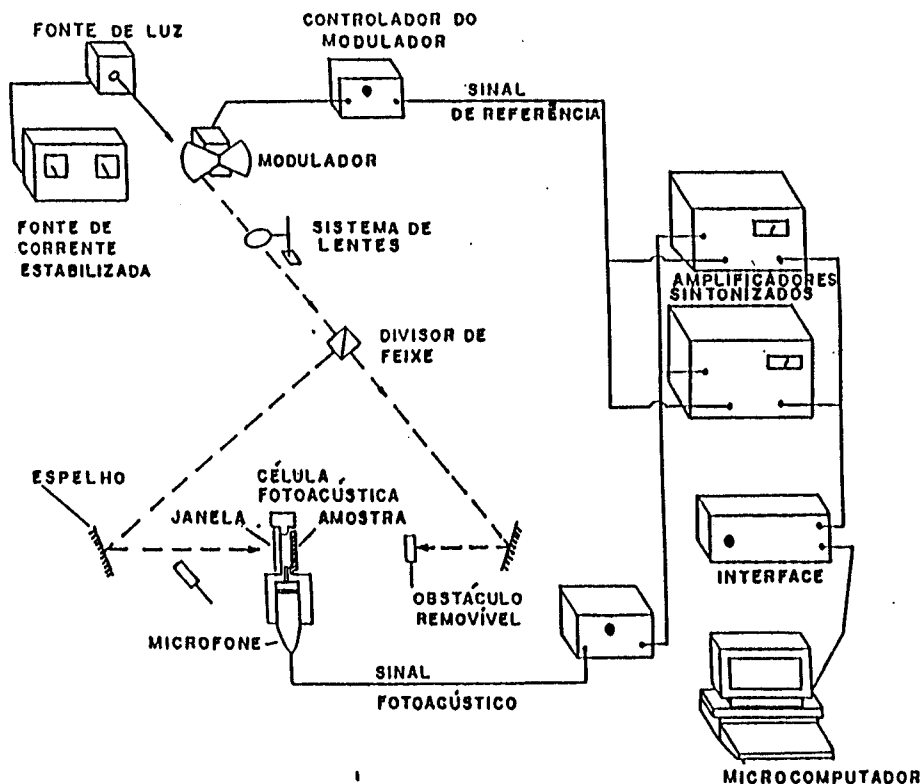 FONTE DE LUZ
CONTROLADOR DO
MODULADOR
SINAL
DE REFERÊNCIA
MODULADOR
FONTE DE
CORRENTE
ESTABILIZADA
SISTEMA DE
LENTES
AMPLIFICADORES
SINTONIZADOS
DIVISOR DE
FEIXE
ESPELHO
CÉLULA
FOTOACÚSTICA
JANELA
AMOSTRA
OBSTÁCULO
REMOVÍVEL
INTERFACE
MICROFONE
SINAL
FOTOACÚSTICO
MICROCOMPUTADOR